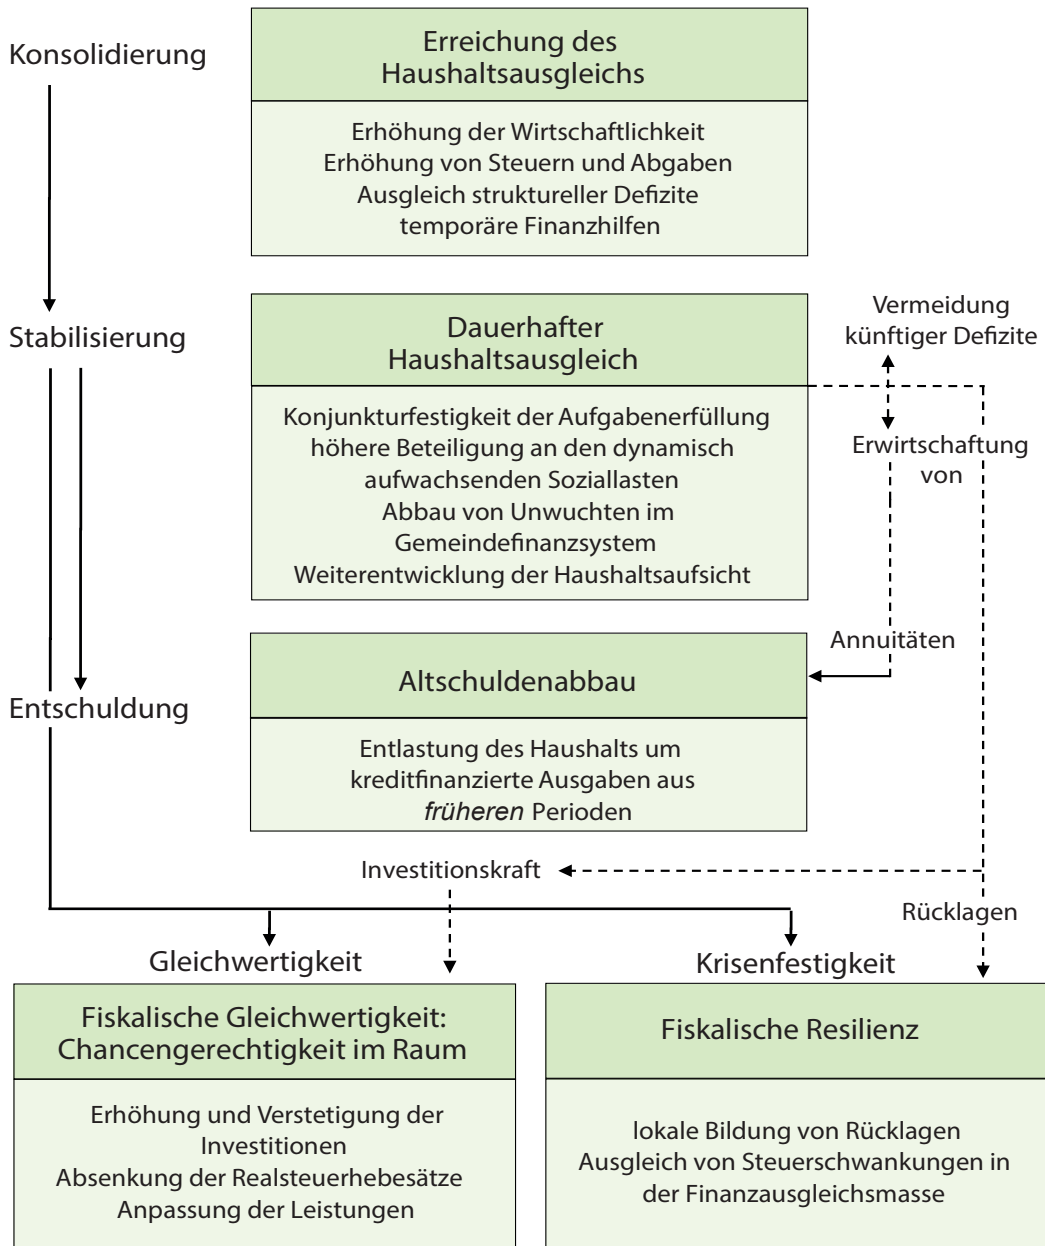 Konsolidierung
Erreichung des
Haushaltsausgleichs
Erhöhung der Wirtschaftlichkeit
Erhöhung von Steuern und Abgaben
Ausgleich struktureller Defizite
temporäre Finanzhilfen
Stabilisierung
Dauerhafter
Haushaltsausgleich
Konjunkturfestigkeit der Aufgabenerfüllung
höhere Beteiligung an den dynamisch
aufwachsenden Soziallasten
Abbau von Unwuchten im
Gemeindefinanzsystem
Weiterentwicklung der Haushaltsaufsicht
Vermeidung
künftiger Defizite
Erwirtschaftung
von
Annuitäten
Entschuldung
Altschuldenabbau
Entlastung des Haushalts um
kreditfinanzierte Ausgaben aus
früheren Perioden
Investitionskraft
Rücklagen
Gleichwertigkeit
Fiskalische Gleichwertigkeit:
Chancengerechtigkeit im Raum
Erhöhung und Verstetigung der
Investitionen
Absenkung der Realsteuerhebesätze
Anpassung der Leistungen
Krisenfestigkeit
Fiskalische Resilienz
lokale Bildung von Rücklagen
Ausgleich von Steuerschwankungen in
der Finanzausgleichsmasse